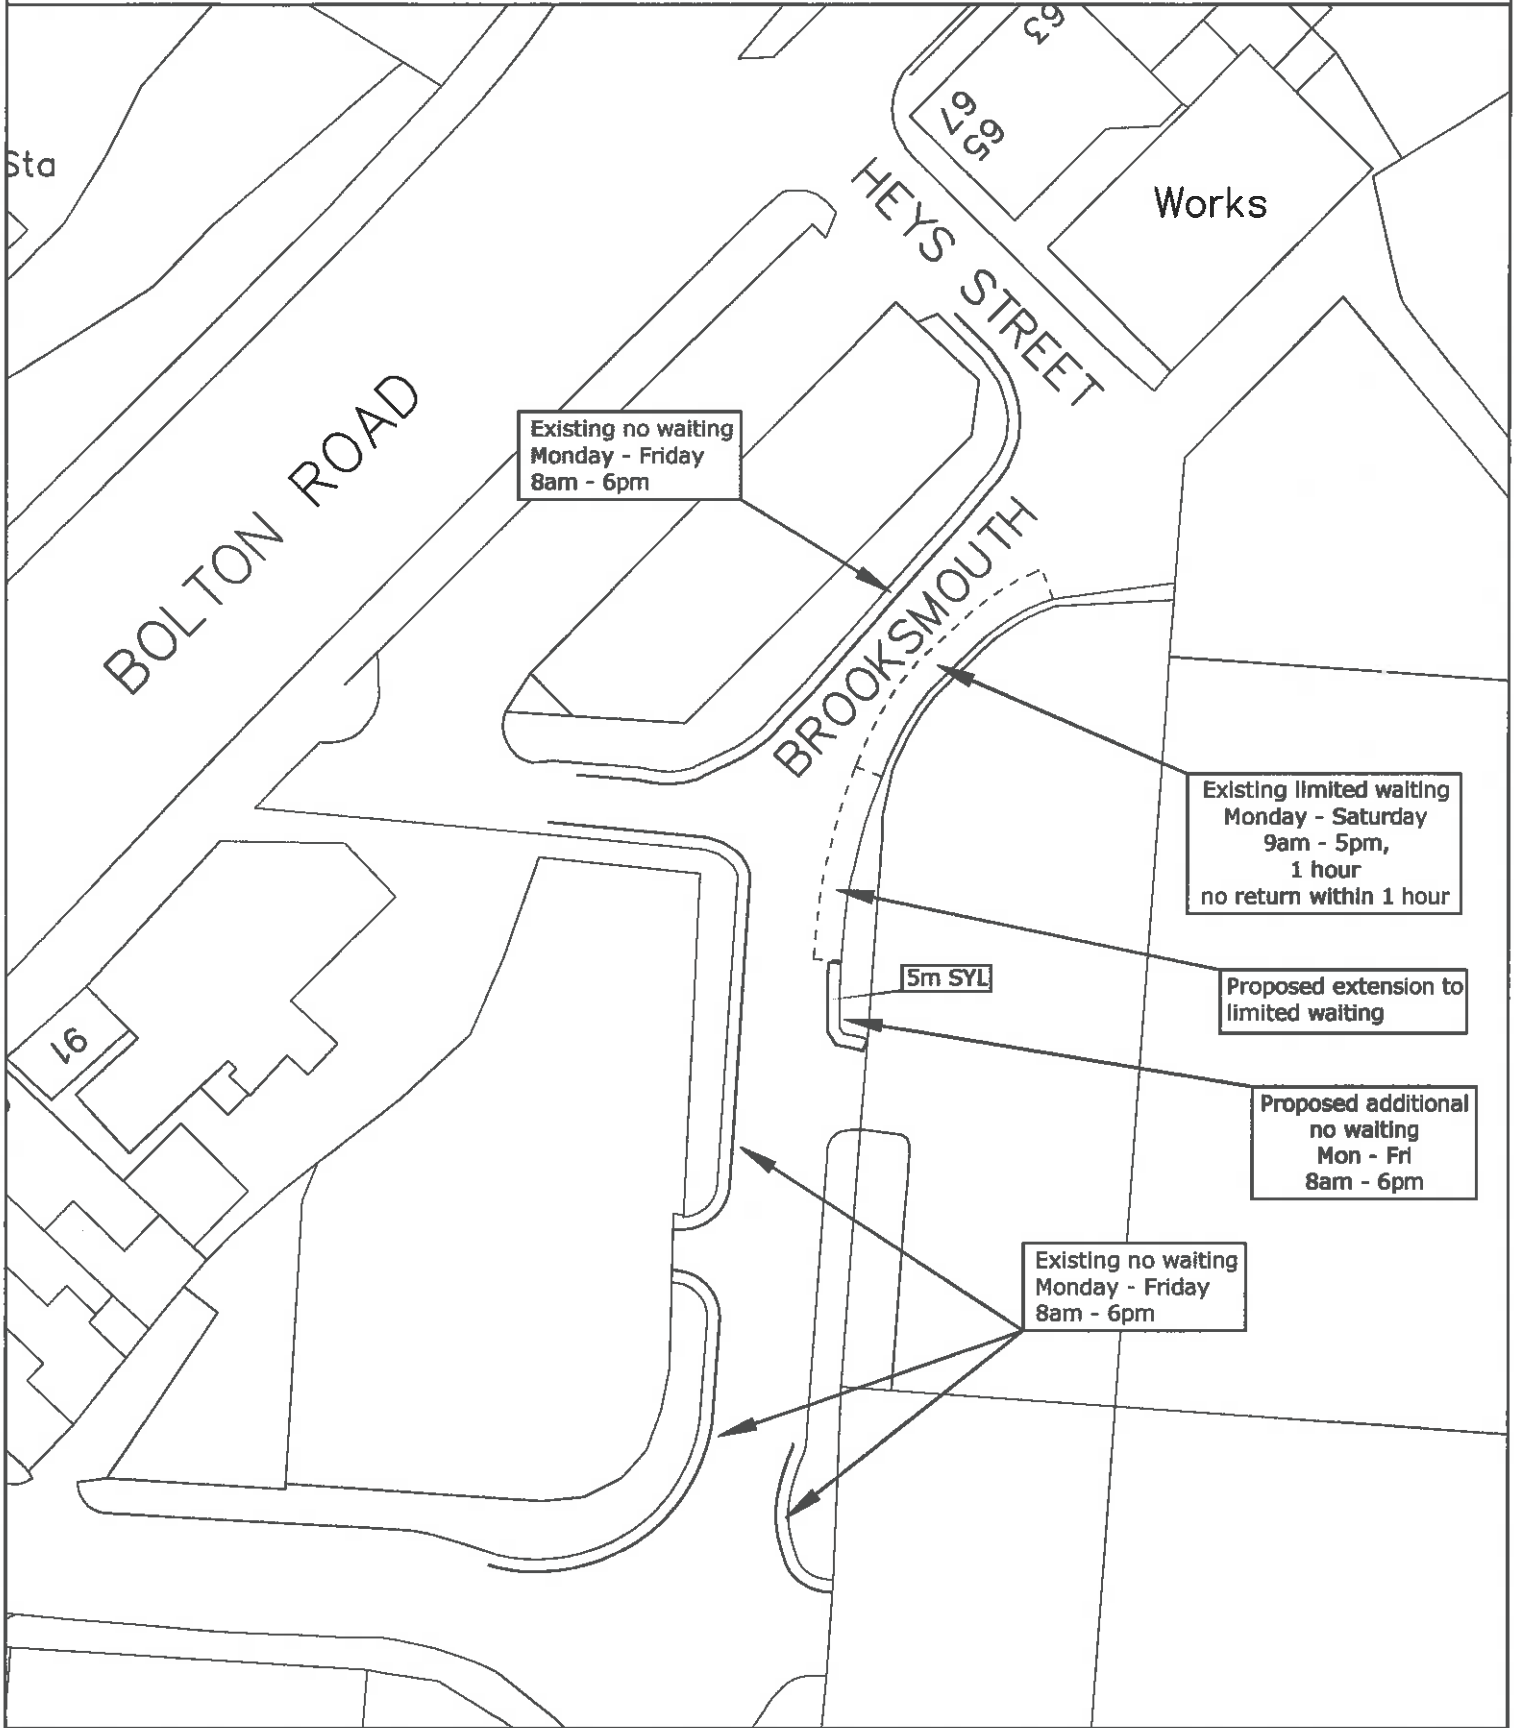 63
67
65
Sta
Works
HEYS STREET
BOLTON ROAD
Existing no waiting
Monday - Friday
8am - 6pm
BROOKSMOUTH
Existing limited waiting
Monday - Saturday
9am - 5pm,
1 hour
no return within 1 hour
5m SYL
Proposed extension to
limited waiting
91
Proposed additional
no waiting
Mon - Fri
8am - 6pm
Existing no waiting
Monday - Friday
8am - 6pm